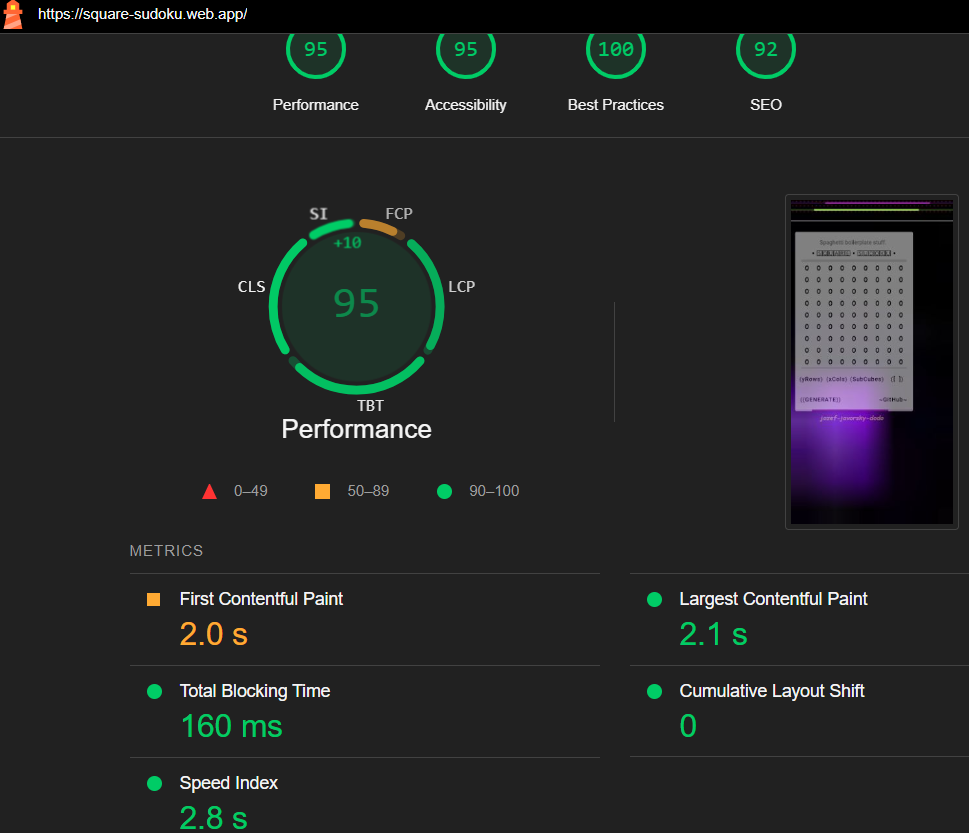 https://square-sudoku.web.app/
95 95 100 92
Performance Accessibility Best Practices SEO
SI FCP
+10
CLS 95 LCP
TBT
Performance
0–49 50–89 90–100
METRICS
First Contentful Paint
2.0 s
Largest Contentful Paint
2.1 s
Total Blocking Time
160 ms
Cumulative Layout Shift
0
Speed Index
2.8 s
0 0 0 0 0 0 0 0 0
0 0 0 0 0 0 0 0 0
0 0 0 0 0 0 0 0 0
0 0 0 0 0 0 0 0 0
0 0 0 0 0 0 0 0 0
0 0 0 0 0 0 0 0 0
0 0 0 0 0 0 0 0 0
0 0 0 0 0 0 0 0 0
0 0 0 0 0 0 0 0 0
(yRows) (xCols) (SubCubes) ([ ])
((GENERATE)) ~GitHub~
jozef-javorsky-dodo